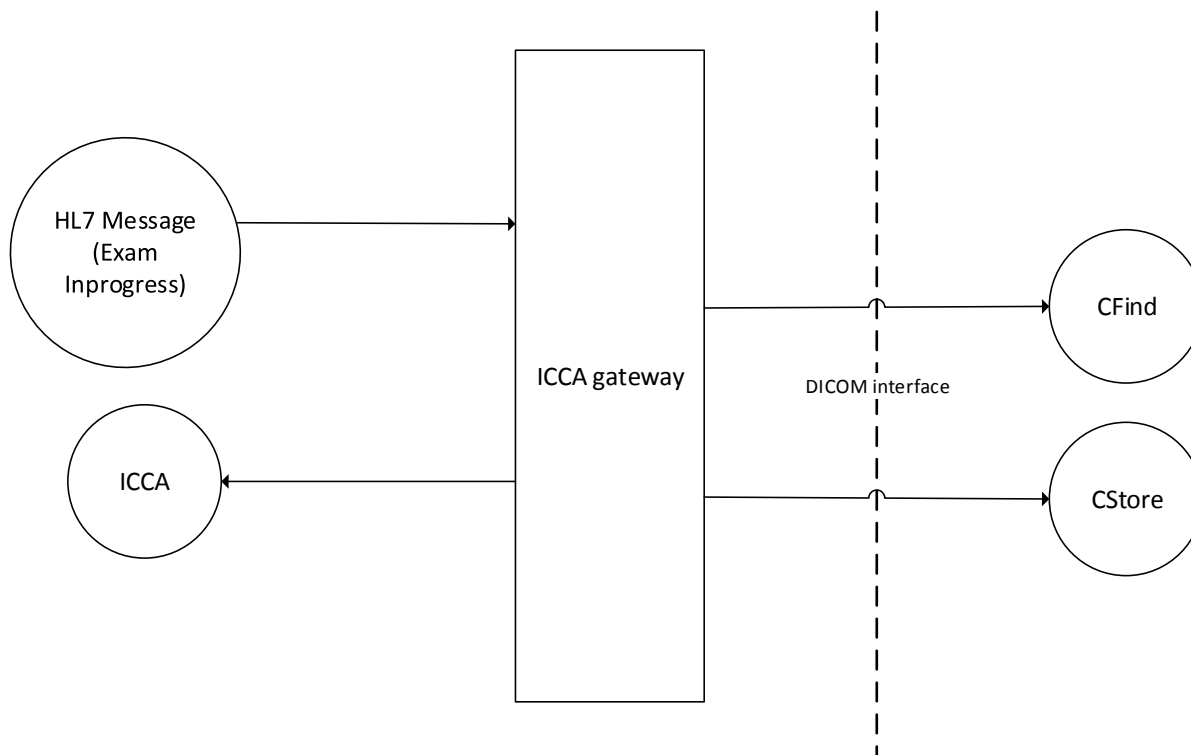 HL7 Message
(Exam
Inprogress)
ICCA
ICCA gateway
DICOM interface
CFind
CStore